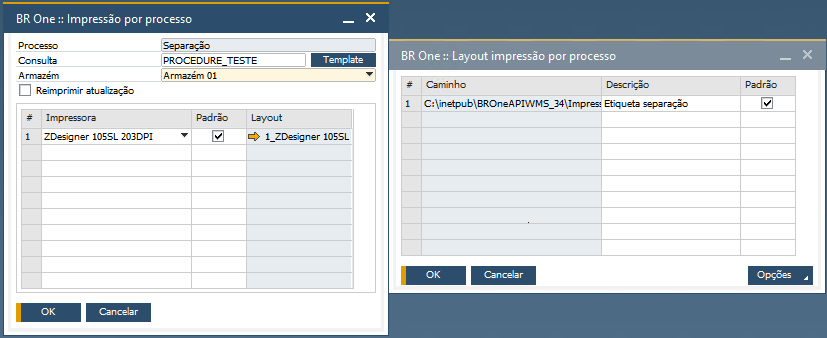 BR One :: Impressão por processo
Processo Separação
Consulta PROCEDURE_TESTE Template
Armazém Armazém 01
Reimprimir atualização
# Impressora Padrão Layout
1 ZDesigner 105SL 203DPI 1_ZDesigner 105SL
OK Cancelar
BR One :: Layout impressão por processo
# Caminho Descrição Padrão
1 C:\inetpub\BROneAPIWMS_34\Impress Etiqueta separação
OK Cancelar Opções